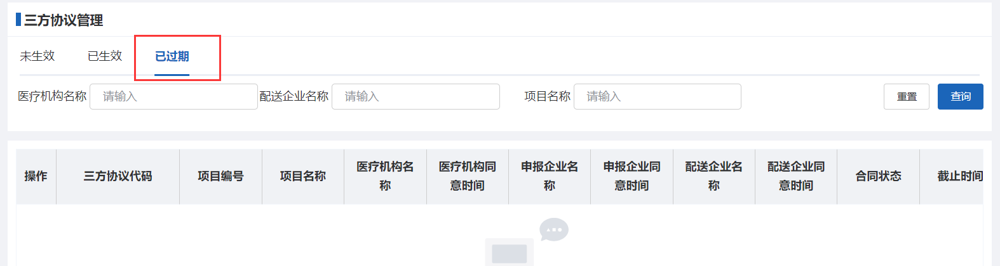 三方协议管理
未生效 已生效 已过期
医疗机构名称 请输入 配送企业名称 请输入 项目名称 请输入 重置 查询
操作 三方协议代码 项目编号 项目名称 医疗机构名称 医疗机构同意时间 申报企业名称 申报企业同意时间 配送企业名称 配送企业同意时间 合同状态 截止时间